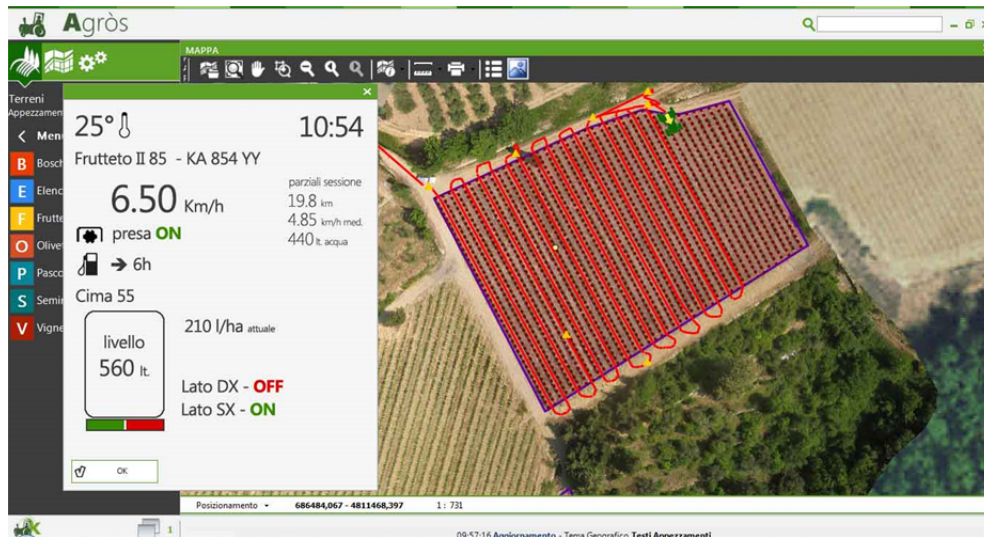 Agròs
MAPPA
Terreni
Appezzamen
Menu
B Bosch
E Elenc
F Frutte
O Olivet
P Pasco
S Semin
V Vigne
25°
10:54
Frutteto II 85 - KA 854 YY
6.50 Km/h
parziali sessione
19.8 km
4.85 km/h med.
440 lt. acqua
presa ON
6h
Cima 55
livello
560 lt.
210 l/ha attuale
Lato DX - OFF
Lato SX - ON
OK
Posizionamento 686484,067 - 4811468,397 1 : 731
1
09:57:16 Aggiornamento - Tema Geografico Testi Appezzamenti